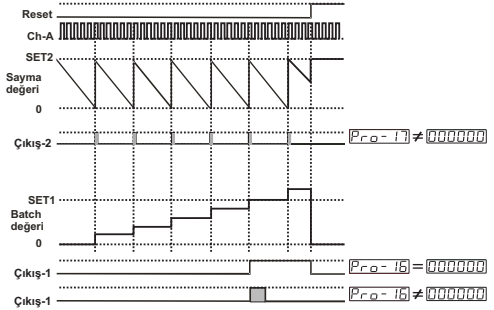 Reset
Ch-A
SET2
Sayma
değeri
0
Çıkış-2
Pro-17 ≠ 000000
SET1
Batch
değeri
0
Çıkış-1
Pro-16 = 000000
Çıkış-1
Pro-16 ≠ 000000